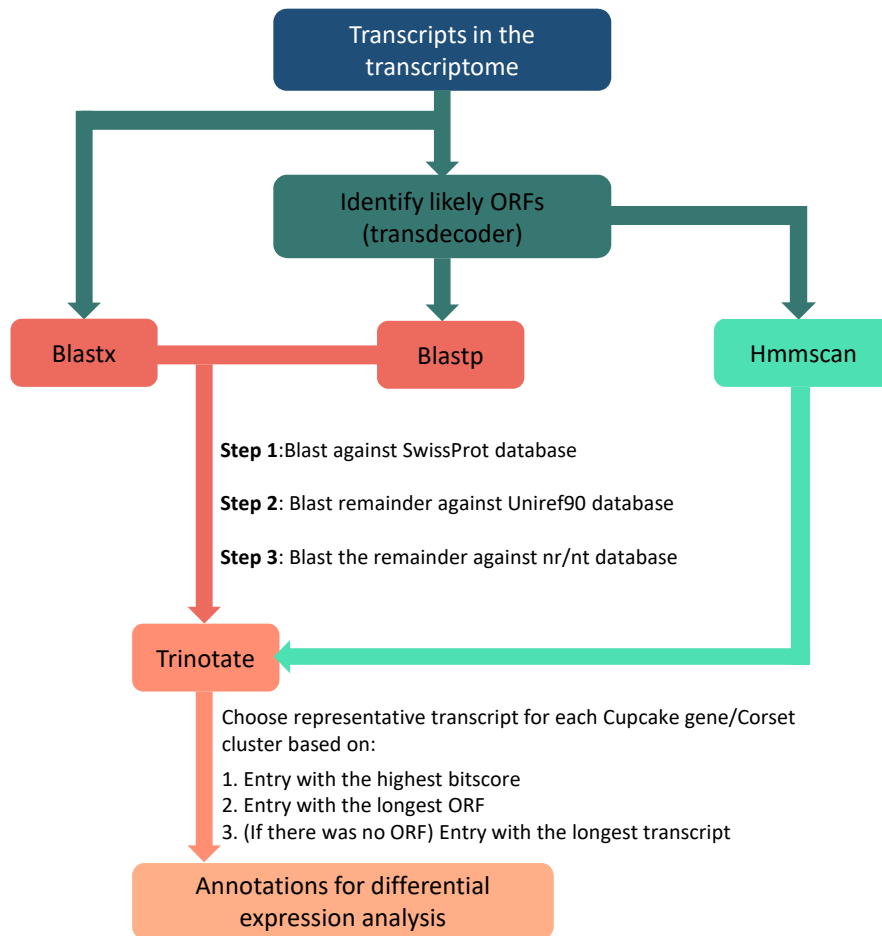 Transcripts in the
transcriptome
Identify likely ORFs
(transdecoder)
Blastx
Blastp
Hmmscan
Step 1:Blast against SwissProt database
Step 2: Blast remainder against Uniref90 database
Step 3: Blast the remainder against nr/nt database
Trinotate
Choose representative transcript for each Cupcake gene/Corset
cluster based on:
1. Entry with the highest bitscore
2. Entry with the longest ORF
3. (If there was no ORF) Entry with the longest transcript
Annotations for differential
expression analysis